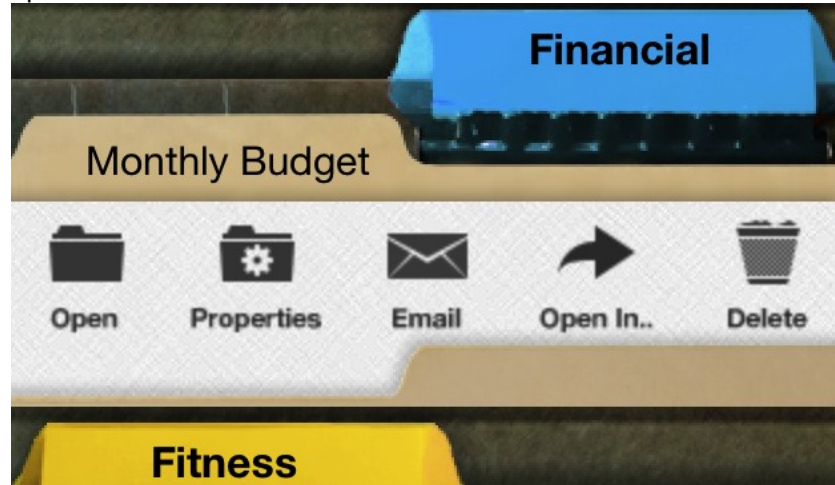 Financial
Monthly Budget
Open
Properties
Email
Open In..
Delete
Fitness